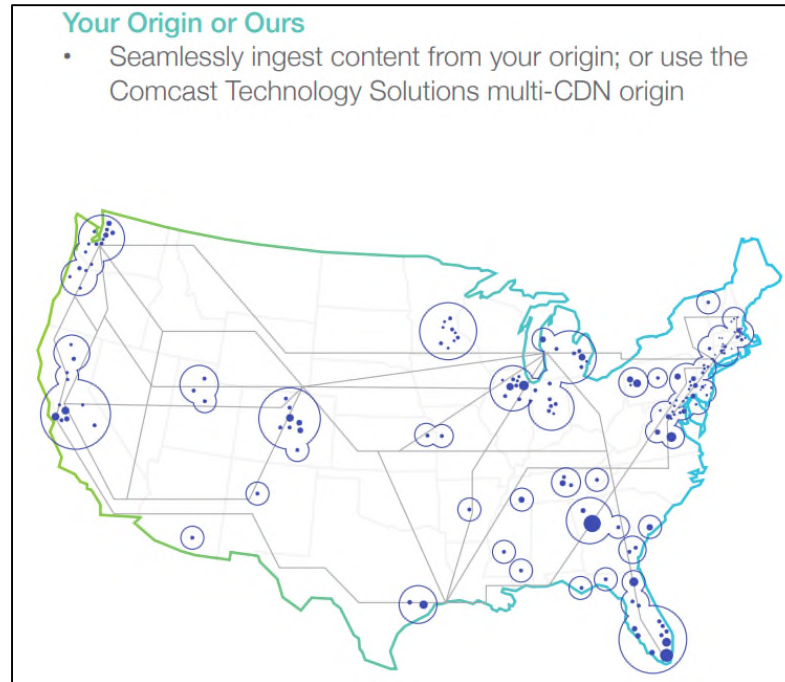 Your Origin or Ours
• Seamlessly ingest content from your origin; or use the
Comcast Technology Solutions multi-CDN origin